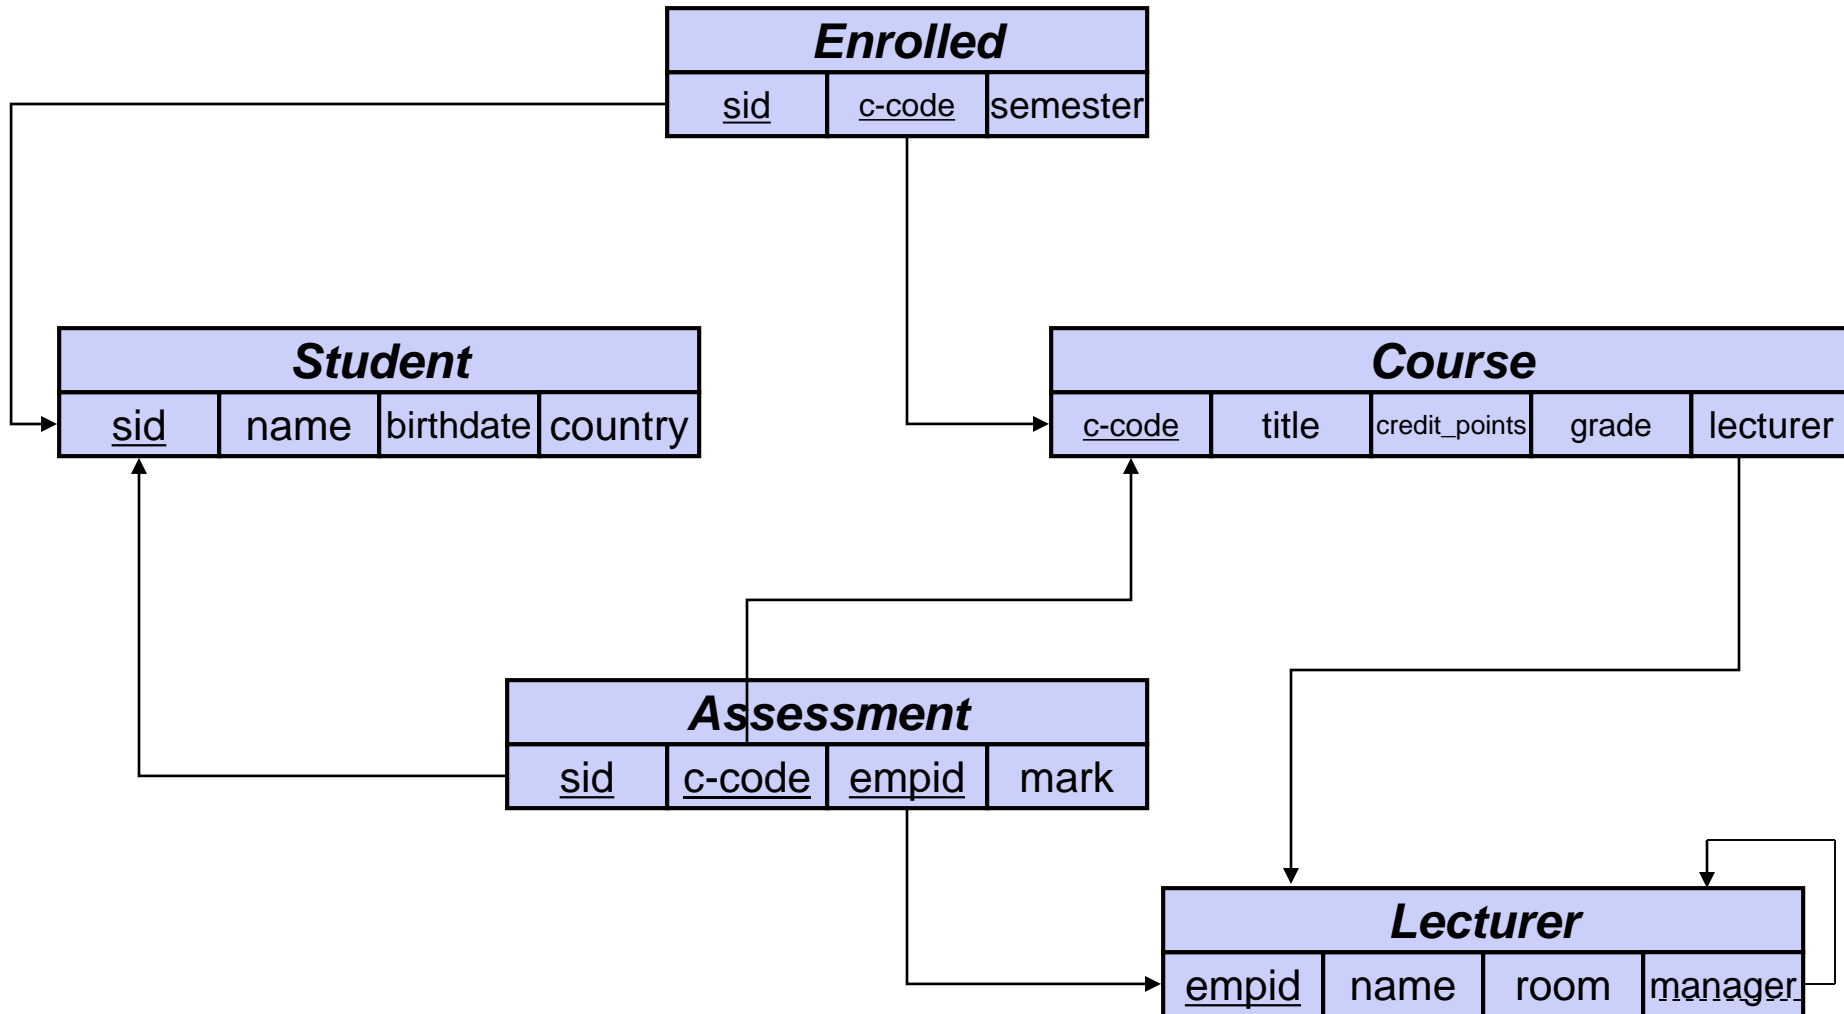 Enrolled
sid c-code semester
Student
sid name birthdate country
Course
c-code title credit_points grade lecturer
Assessment
sid c-code empid mark
Lecturer
empid name room manager